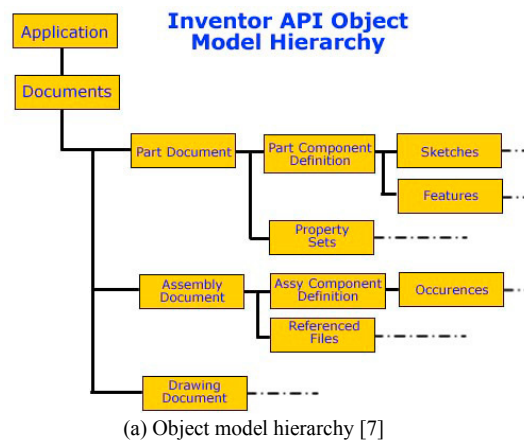 Inventor API Object
Model Hierarchy
Application
Documents
Part Document
Part Component
Definition
Sketches
Features
Property
Sets
Assembly
Document
Assy Component
Definition
Occurences
Referenced
Files
Drawing
Document
(a) Object model hierarchy [7]